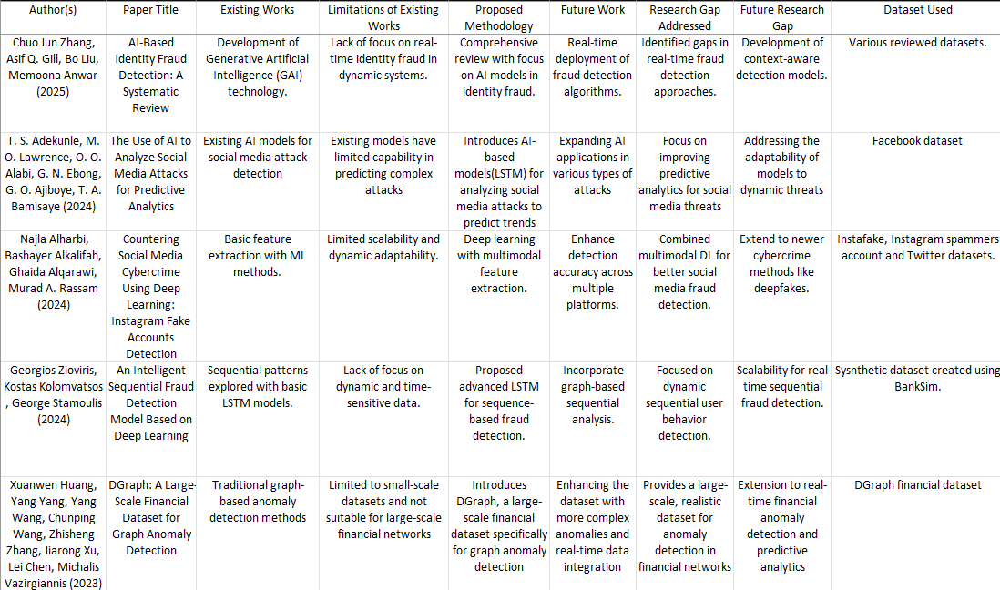 Author(s)
Paper Title
Existing Works
Limitations of Existing
Works
Proposed
Methodology
Future Work
Research Gap
Addressed
Future Research
Gap
Dataset Used
Chuo Jun Zhang,
Asif Q. Gill, Bo Liu,
Memoona Anwar
(2025)
AI-Based
Identity Fraud
Detection: A
Systematic
Review
Development of
Generative Artificial
Intelligence (GAI)
technology.
Lack of focus on real-
time identity fraud in
dynamic systems.
Comprehensive
review with focus
on AI models in
identity fraud.
Real-time
deployment of
fraud detection
algorithms.
Identified gaps in
real-time fraud
detection
approaches.
Development of
context-aware
detection models.
Various reviewed datasets.
T. S. Adekunle, M.
O. Lawrence, O. O.
Alabi, G. N. Ebong,
G. O. Ajiboye, T. A.
Bamisaye (2024)
The Use of AI to
Analyze Social
Media Attacks
for Predictive
Analytics
Existing AI models for
social media attack
detection
Existing models have
limited capability in
predicting complex
attacks
Introduces AI-
based
models(LSTM) for
analyzing social
media attacks to
predict trends
Expanding AI
applications in
various types of
attacks
Focus on
improving
predictive
analytics for social
media threats
Addressing the
adaptability of
models to
dynamic threats
Facebook dataset
Najla Alharbi,
Bashayer Alkalifah,
Ghaida Alqarawi,
Murad A. Rassam
(2024)
Countering
Social Media
Cybercrime
Using Deep
Learning:
Instagram Fake
Accounts
Detection
Basic feature
extraction with ML
methods.
Limited scalability and
dynamic adaptability.
Deep learning
with multimodal
feature
extraction.
Enhance
detection
accuracy across
multiple
platforms.
Combined
multimodal DL for
better social
media fraud
detection.
Extend to newer
cybercrime
methods like
deepfakes.
Instafake, Instagram spammers
account and Twitter datasets.
Georgios Zioviris,
Kostas Kolomvatsos
, George Stamoulis
(2024)
An Intelligent
Sequential Fraud
Detection
Model Based on
Deep Learning
Sequential patterns
explored with basic
LSTM models.
Lack of focus on
dynamic and time-
sensitive data.
Proposed
advanced LSTM
for sequence-
based fraud
detection.
Incorporate
graph-based
sequential
analysis.
Focused on
dynamic
sequential user
behavior
detection.
Scalability for real-
time sequential
fraud detection.
Sysnthetic dataset created using
BankSim.
Xuanwen Huang,
Yang Yang, Yang
Wang, Chunping
Wang, Zhisheng
Zhang, Jiarong Xu,
Lei Chen, Michalis
Vazirgiannis (2023)
DGraph: A Large-
Scale Financial
Dataset for
Graph Anomaly
Detection
Traditional graph-
based anomaly
detection methods
Limited to small-scale
datasets and not
suitable for large-scale
financial networks
Introduces
DGraph, a large-
scale financial
dataset specifically
for graph anomaly
detection
Enhancing the
dataset with
more complex
anomalies and
real-time data
integration
Provides a large-
scale, realistic
dataset for
anomaly
detection in
financial networks
Extension to real-
time financial
anomaly
detection and
predictive
analytics
DGraph financial dataset